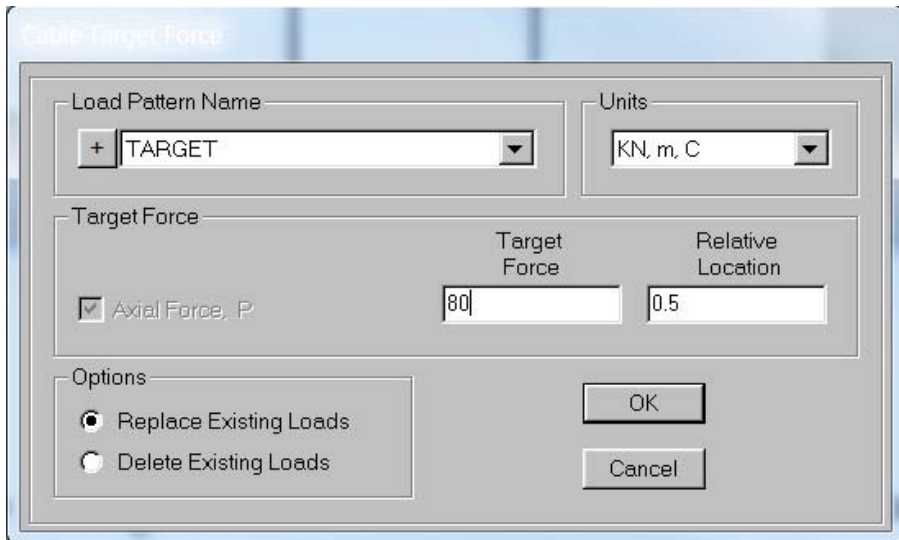 Cable Target Force
Load Pattern Name
Units
+ TARGET
KN, m, C
Target Force
Target Force
Relative Location
Axial Force, P
80
0.5
Options
Replace Existing Loads
Delete Existing Loads
OK
Cancel